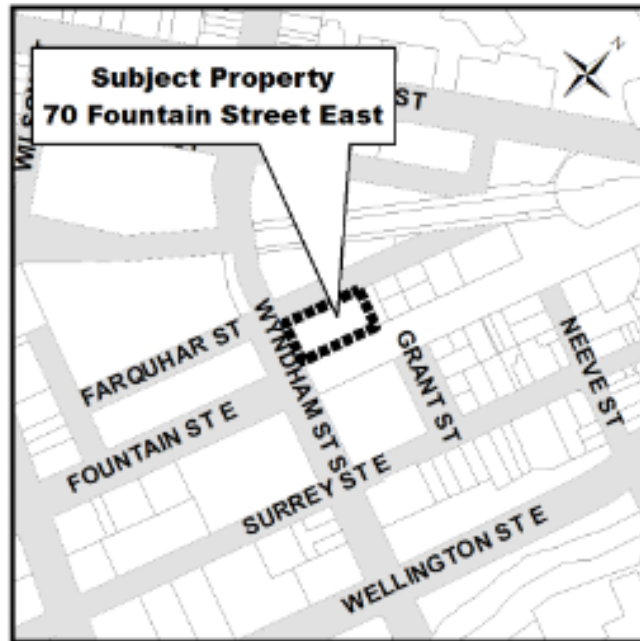 Subject Property
70 Fountain Street East
ST
N
FARQUHAR ST
WYNDHAM ST S
FOUNTAIN ST E
GRANT ST
NEEVE ST
SURREY ST E
WELLINGTON ST E